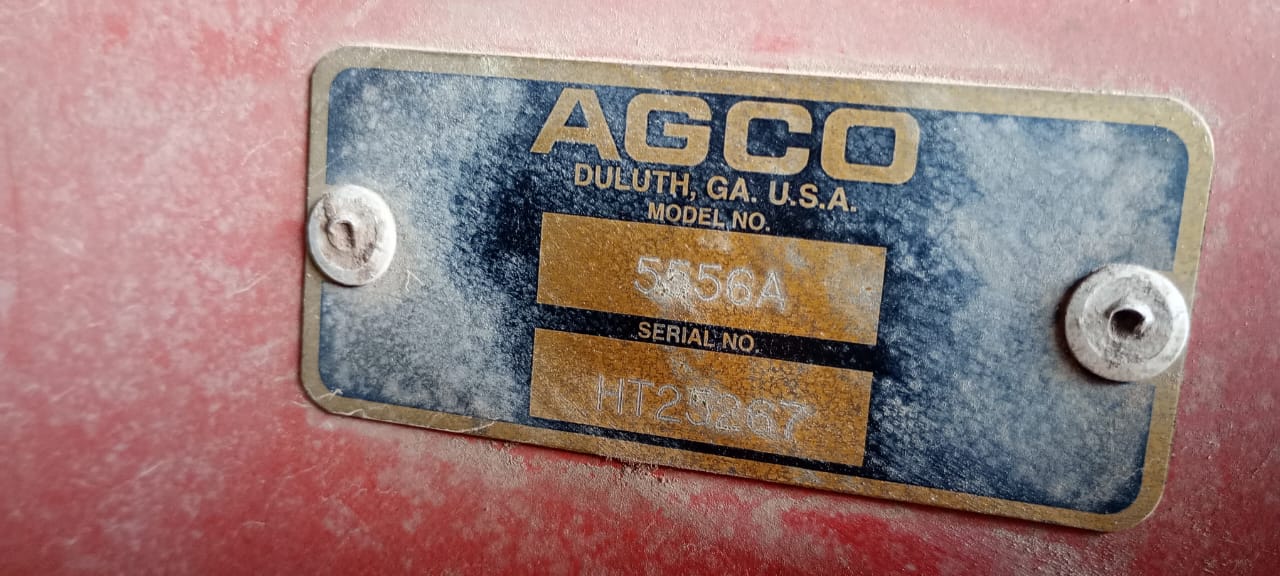 AGCO
DULUTH, GA. U.S.A.
MODEL NO.
5556A
SERIAL NO.
HT25267